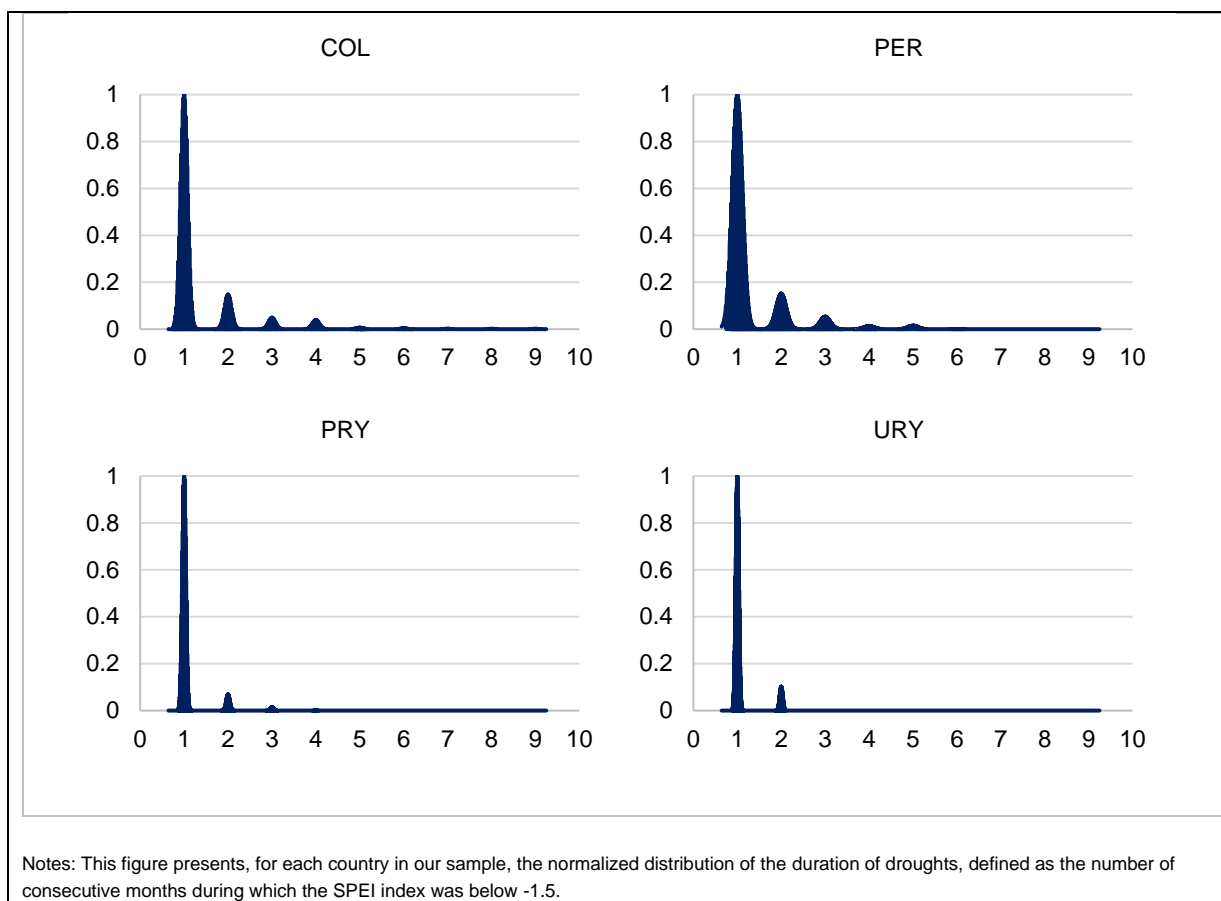 COL PER
1 1
0.8 0.8
0.6 0.6
0.4 0.4
0.2 0.2
0 0
0 1 2 3 4 5 6 7 8 9 10 0 1 2 3 4 5 6 7 8 9 10
PRY URY
1 1
0.8 0.8
0.6 0.6
0.4 0.4
0.2 0.2
0 0
0 1 2 3 4 5 6 7 8 9 10 0 1 2 3 4 5 6 7 8 9 10
Notes: This figure presents, for each country in our sample, the normalized distribution of the duration of droughts, defined as the number of
consecutive months during which the SPEI index was below -1.5.